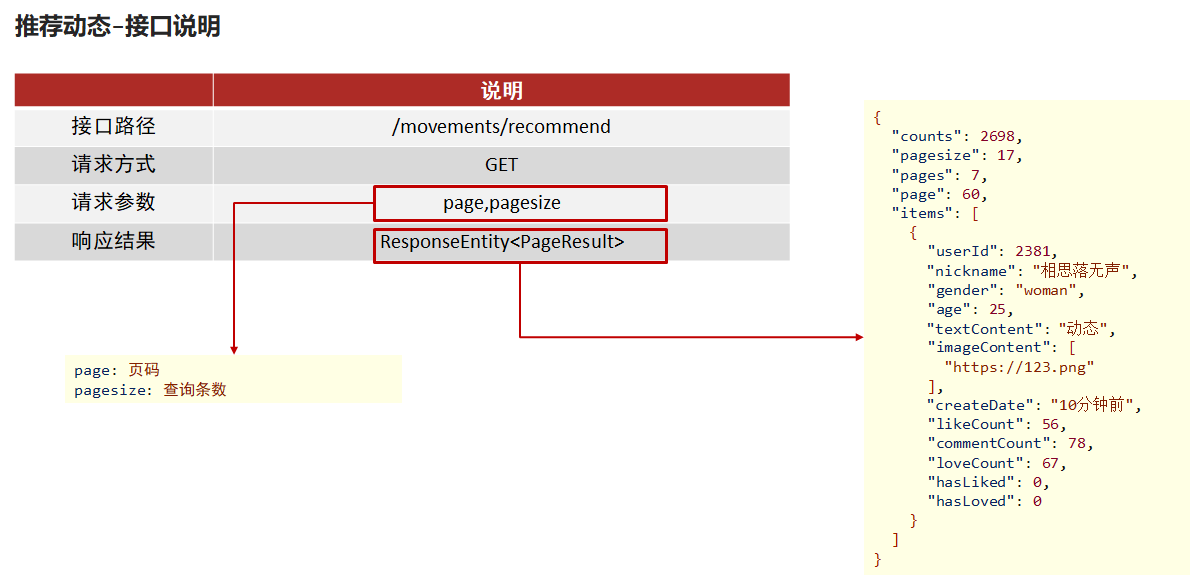 推荐动态-接口说明
说明
接口路径 /movements/recommend
请求方式 GET
请求参数 page,pagesize
响应结果 ResponseEntity<PageResult>
page: 页码
pagesize: 查询条数
{
"counts": 2698,
"pagesize": 17,
"pages": 7,
"page": 60,
"items": [
{
"userId": 2381,
"nickname": "相思落无声",
"gender": "woman",
"age": 25,
"textContent": "动态",
"imageContent": [
"https://123.png"
],
"createDate": "10分钟前",
"likeCount": 56,
"commentCount": 78,
"loveCount": 67,
"hasLiked": 0,
"hasLoved": 0
}
]
}